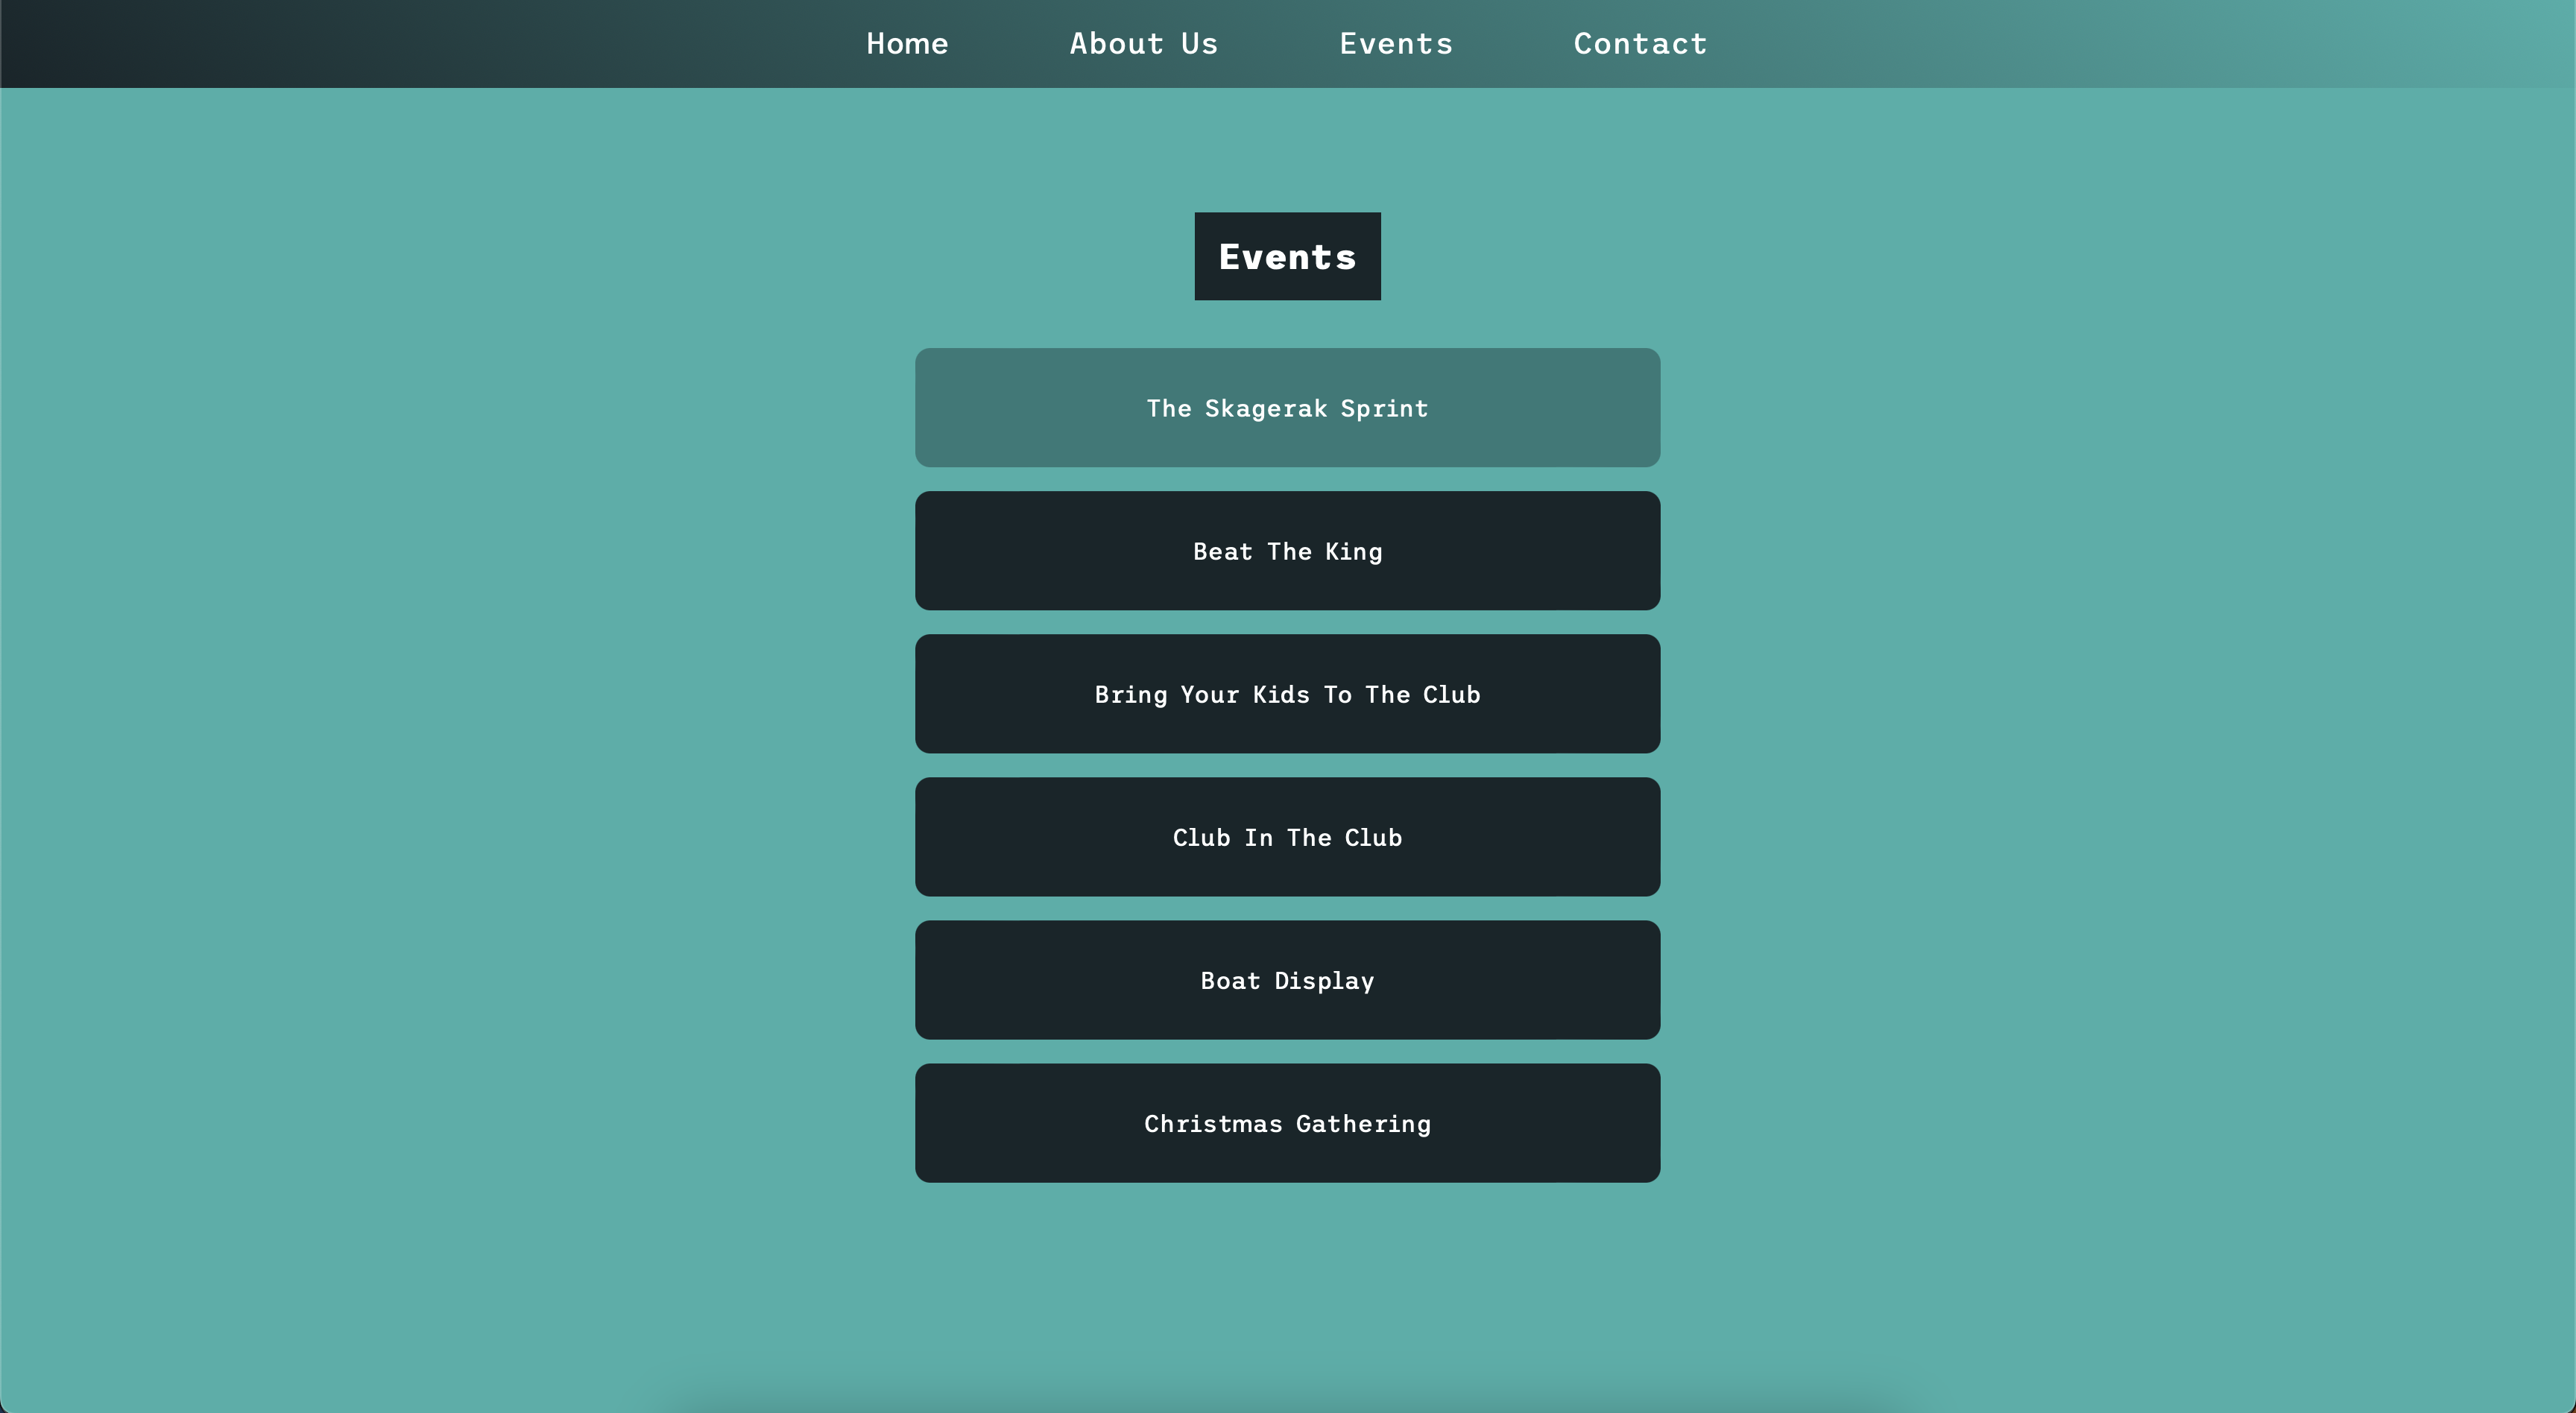 Home About Us Events Contact
Events
The Skagerak Sprint
Beat The King
Bring Your Kids To The Club
Club In The Club
Boat Display
Christmas Gathering